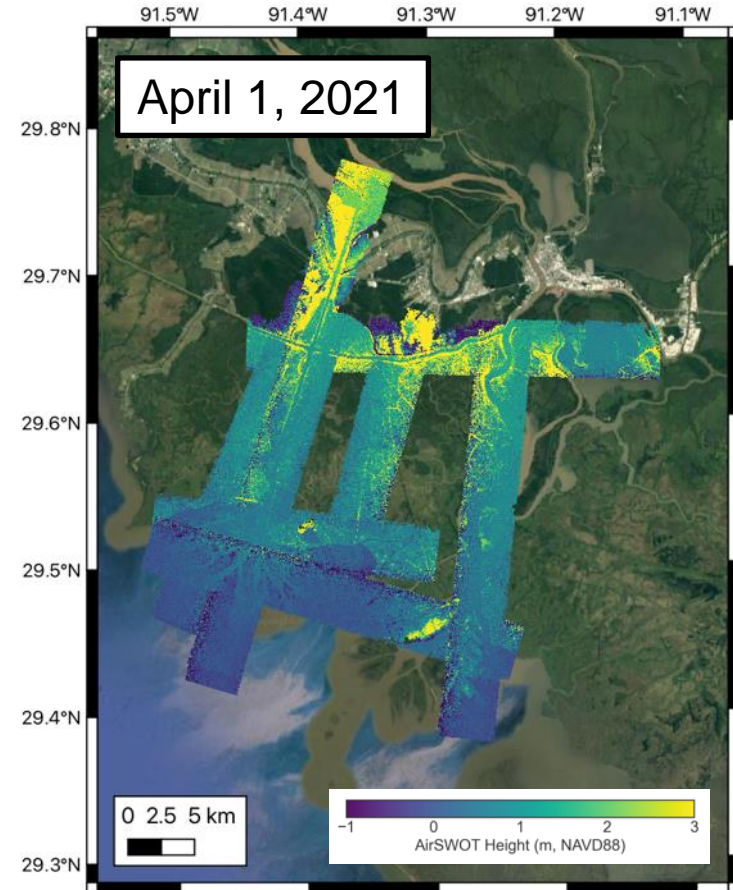 91.5°W 91.4°W 91.3°W 91.2°W 91.1°W
April 1, 2021
29.8°N
29.7°N
29.6°N
29.5°N
29.4°N
29.3°N
0 2.5 5 km
−1 0 1 2 3
AirSWOT Height (m, NAVD88)